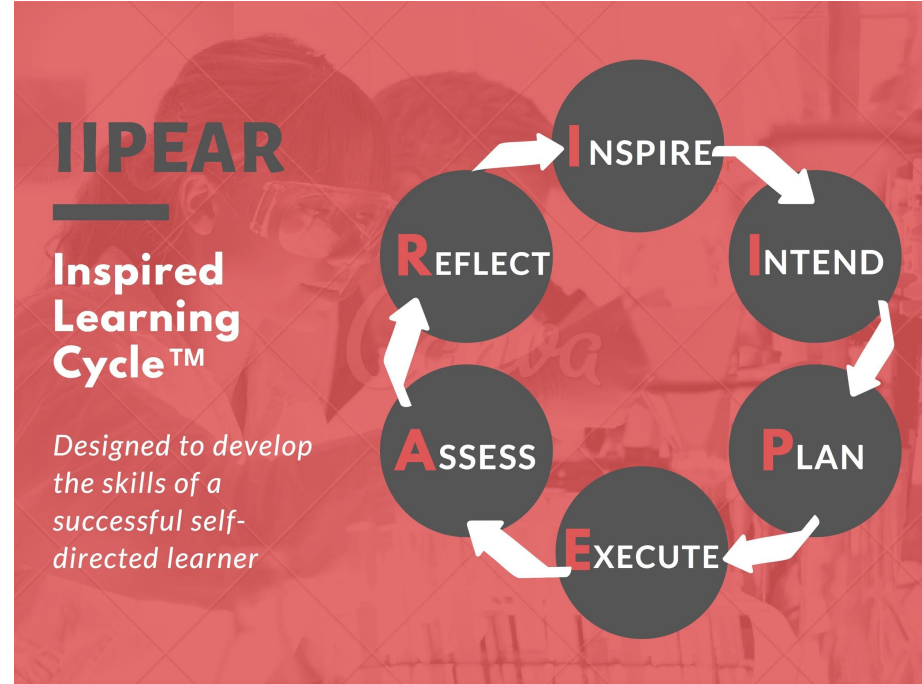 IIPEAR
Inspired
Learning
Cycle™
Designed to develop
the skills of a
successful self-
directed learner
INSPIRE
INTEND
PLAN
EXECUTE
ASSESS
REFLECT
Canva